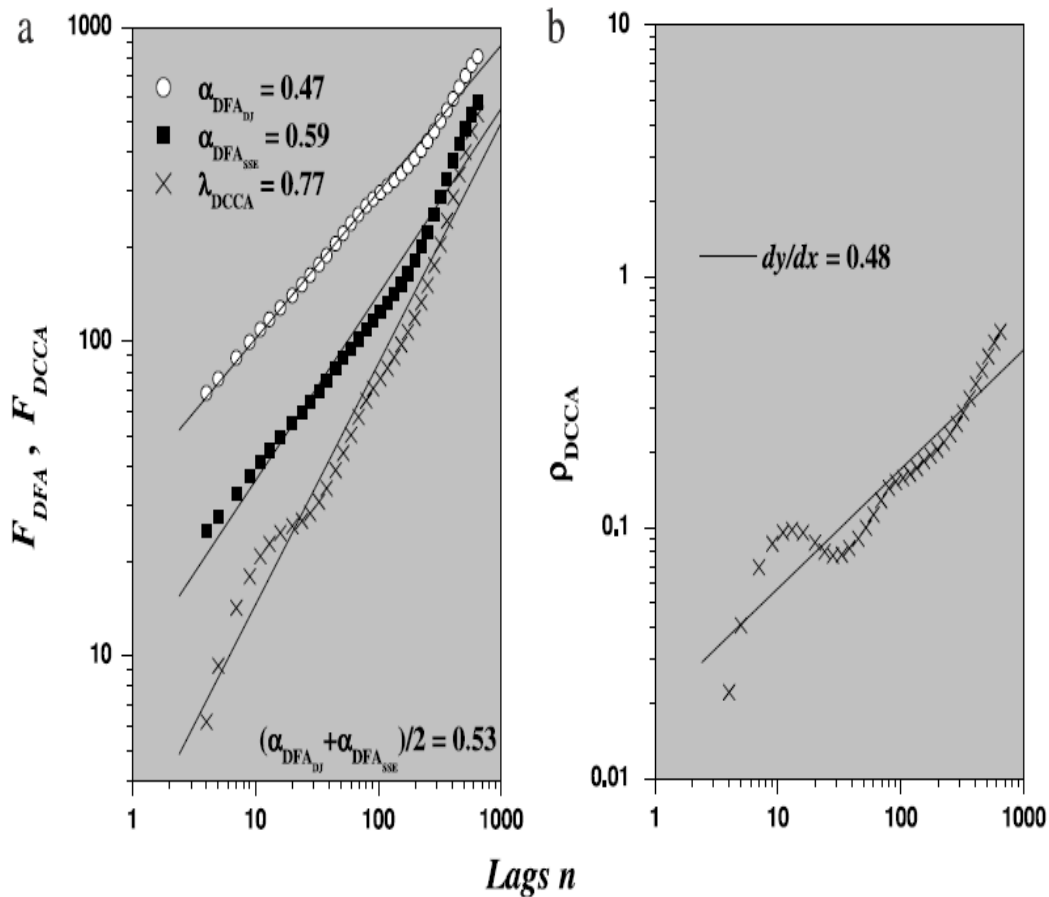 a
1000
100
10
F_DFA , F_DCCA
α_DFA_DJ = 0.47
α_DFA_SSE = 0.59
λ_DCCA = 0.77
(α_DFA_DJ+α_DFA_SSE)/2 = 0.53
1 10 100 1000
b
10
1
0.1
0.01
ρ_DCCA
dy/dx = 0.48
1 10 100 1000
Lags n